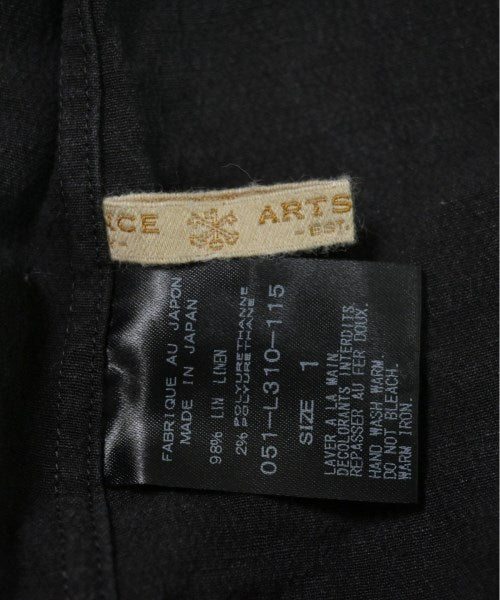 CE ARTS
- EST.
FABRIQUE AU JAPON
MADE IN JAPAN
98% LIN LINEN
2% POLYURETHANNE
POLYURETHANE
051-L310-115
SIZE 1
LAVER A LA MAIN.
DECOLORANTS INTERDITS
REPASSER AU FER DOUX.
HAND WASH WARM.
DO NOT BLEACH.
WARM IRON.